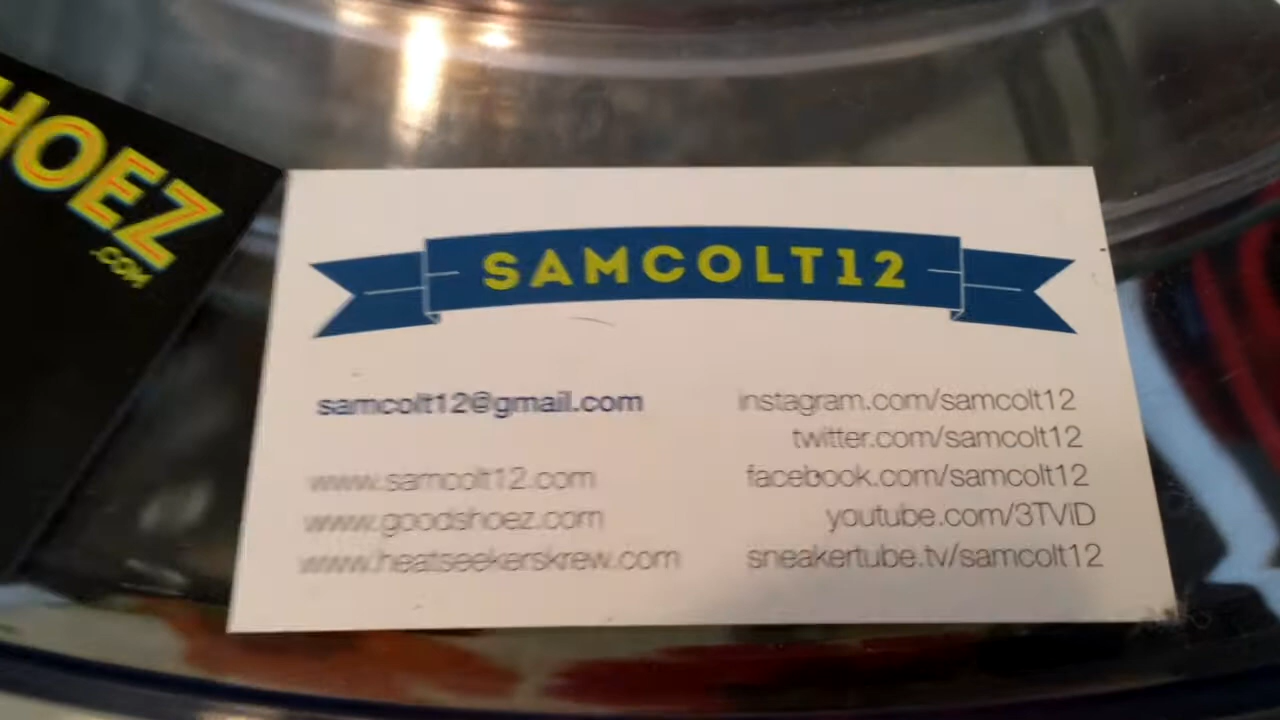 HOEZ
.COM
SAMCOLT12
samcolt12@gmail.com
www.samcolt12.com
www.goodshoez.com
www.heatseekerskrew.com
instagram.com/samcolt12
twitter.com/samcolt12
facebook.com/samcolt12
youtube.com/3TViD
sneakertube.tv/samcolt12